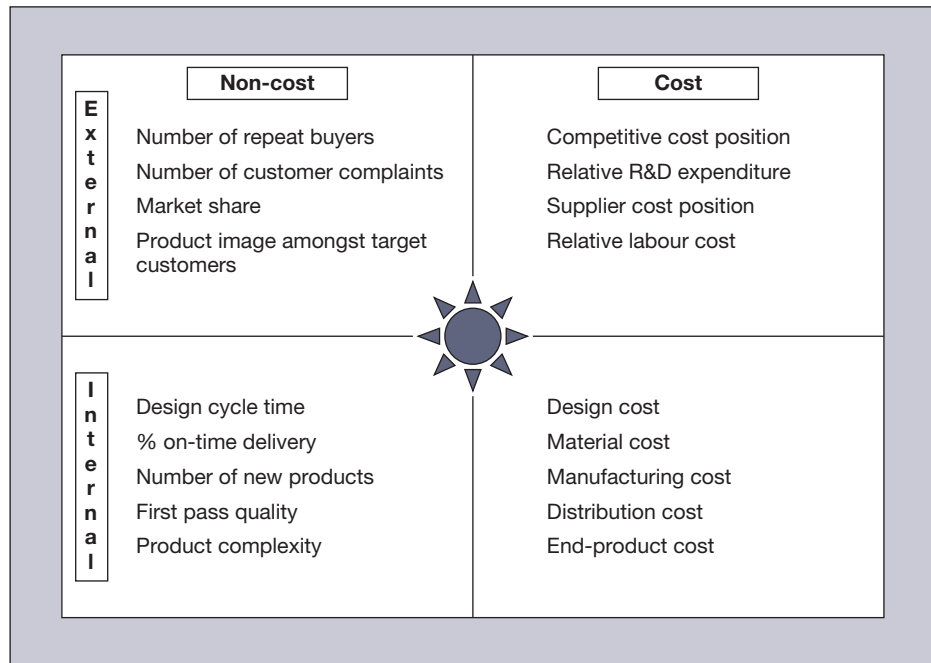 Non-cost
Cost
External
Number of repeat buyers
Number of customer complaints
Market share
Product image amongst target
customers
Competitive cost position
Relative R&D expenditure
Supplier cost position
Relative labour cost
Internal
Design cycle time
% on-time delivery
Number of new products
First pass quality
Product complexity
Design cost
Material cost
Manufacturing cost
Distribution cost
End-product cost